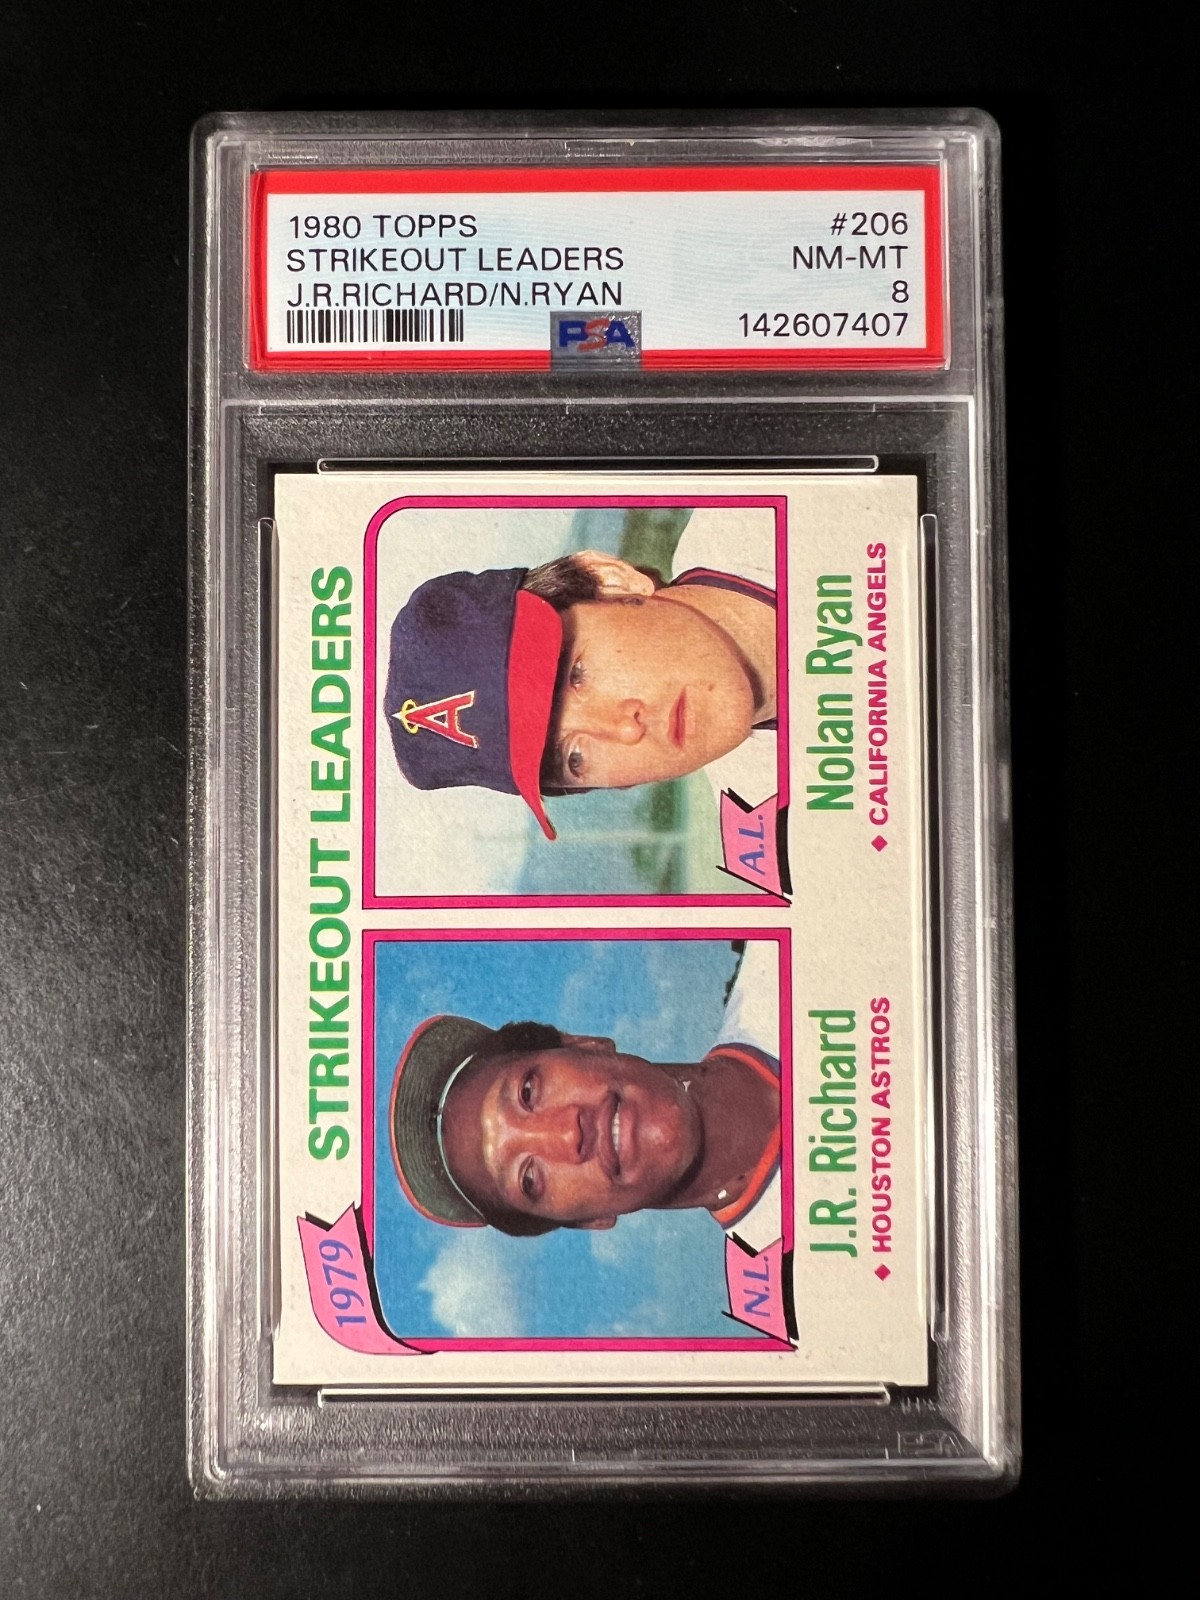 1980 TOPPS #206
STRIKEOUT LEADERS NM-MT
J.R.RICHARD/N.RYAN 8
PSA 142607407
1979 STRIKEOUT LEADERS
A
N.L.
A.L.
J.R. Richard
HOUSTON ASTROS
Nolan Ryan
CALIFORNIA ANGELS
PSA